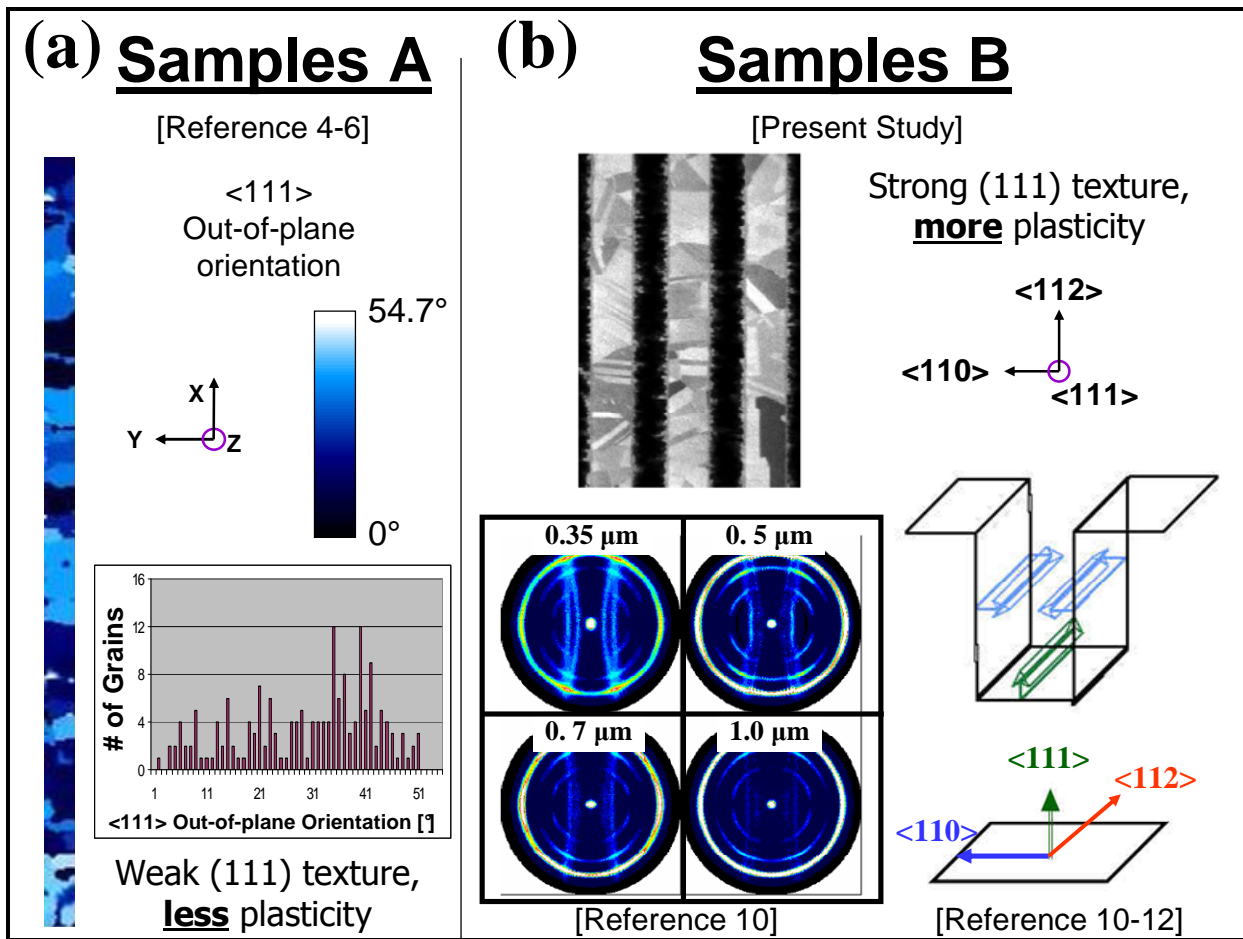 (a) Samples A
[Reference 4-6]
<111>
Out-of-plane
orientation
54.7°
0°
X
Y
Z
16
12
8
4
0
# of Grains
1 11 21 31 41 51
<111> Out-of-plane Orientation [°]
Weak (111) texture,
less plasticity
(b) Samples B
[Present Study]
Strong (111) texture,
more plasticity
<112>
<110>
<111>
0.35 μm
0. 5 μm
0. 7 μm
1.0 μm
[Reference 10]
<111>
<112>
<110>
[Reference 10-12]